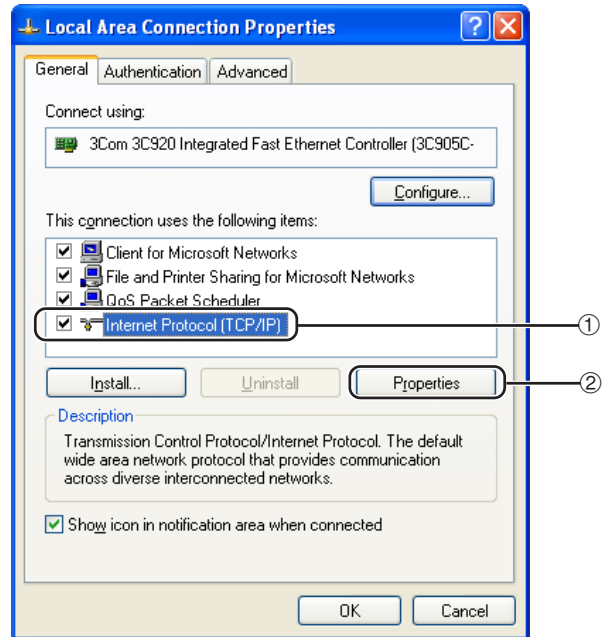 Local Area Connection Properties
General Authentication Advanced
Connect using:
3Com 3C920 Integrated Fast Ethernet Controller (3C905C-
Configure...
This connection uses the following items:
Client for Microsoft Networks
File and Printer Sharing for Microsoft Networks
QoS Packet Scheduler
Internet Protocol (TCP/IP)
①
Install... Uninstall Properties
②
Description
Transmission Control Protocol/Internet Protocol. The default
wide area network protocol that provides communication
across diverse interconnected networks.
Show icon in notification area when connected
OK Cancel